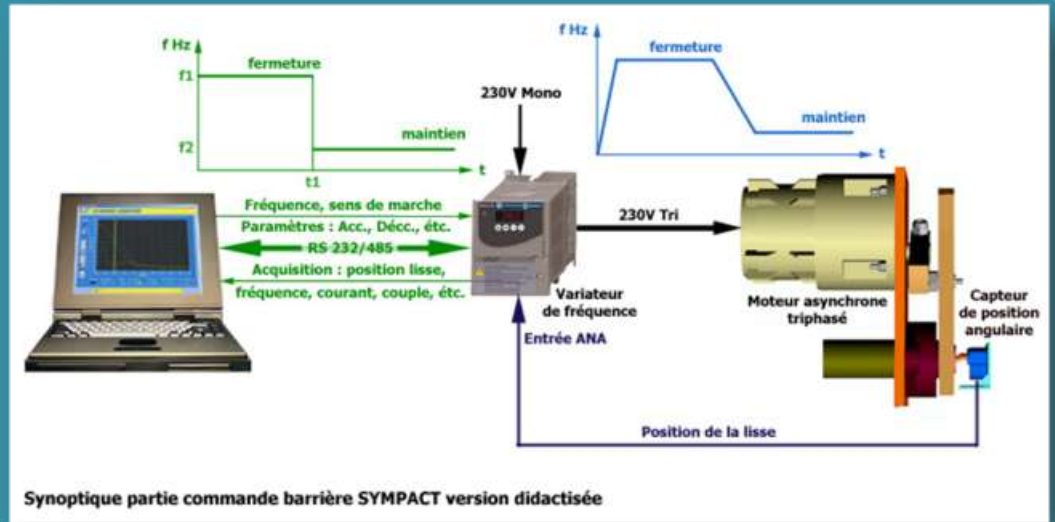 f Hz
f1
fermeture
f2
maintien
t
t1
230V Mono
f Hz
fermeture
maintien
t
Fréquence, sens de marche
Paramètres : Acc., Décc., étc.
RS 232/485
Acquisition : position lisse,
fréquence, courant, couple, étc.
Variateur
de fréquence
230V Tri
Moteur asynchrone
triphasé
Capteur
de position
angulaire
Entrée ANA
Position de la lisse
Synoptique partie commande barrière SYMPACT version didactisée